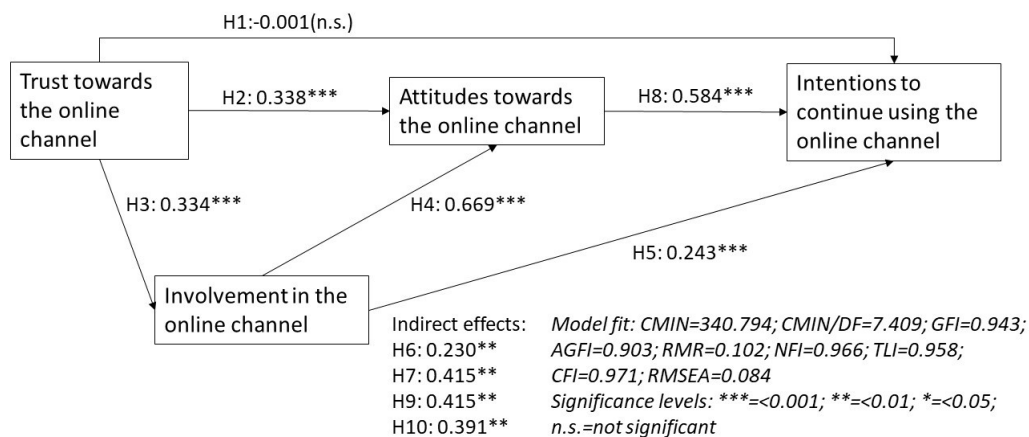 H1:-0.001(n.s.)
Trust towards
the online
channel
H2: 0.338***
Attitudes towards
the online channel
H8: 0.584***
Intentions to
continue using the
online channel
H3: 0.334***
H4: 0.669***
H5: 0.243***
Involvement in the
online channel
Indirect effects:
H6: 0.230**
H7: 0.415**
H9: 0.415**
H10: 0.391**
Model fit: CMIN=340.794; CMIN/DF=7.409; GFI=0.943;
AGFI=0.903; RMR=0.102; NFI=0.966; TLI=0.958;
CFI=0.971; RMSEA=0.084
Significance levels: ***=<0.001; **=<0.01; *=<0.05;
n.s.=not significant